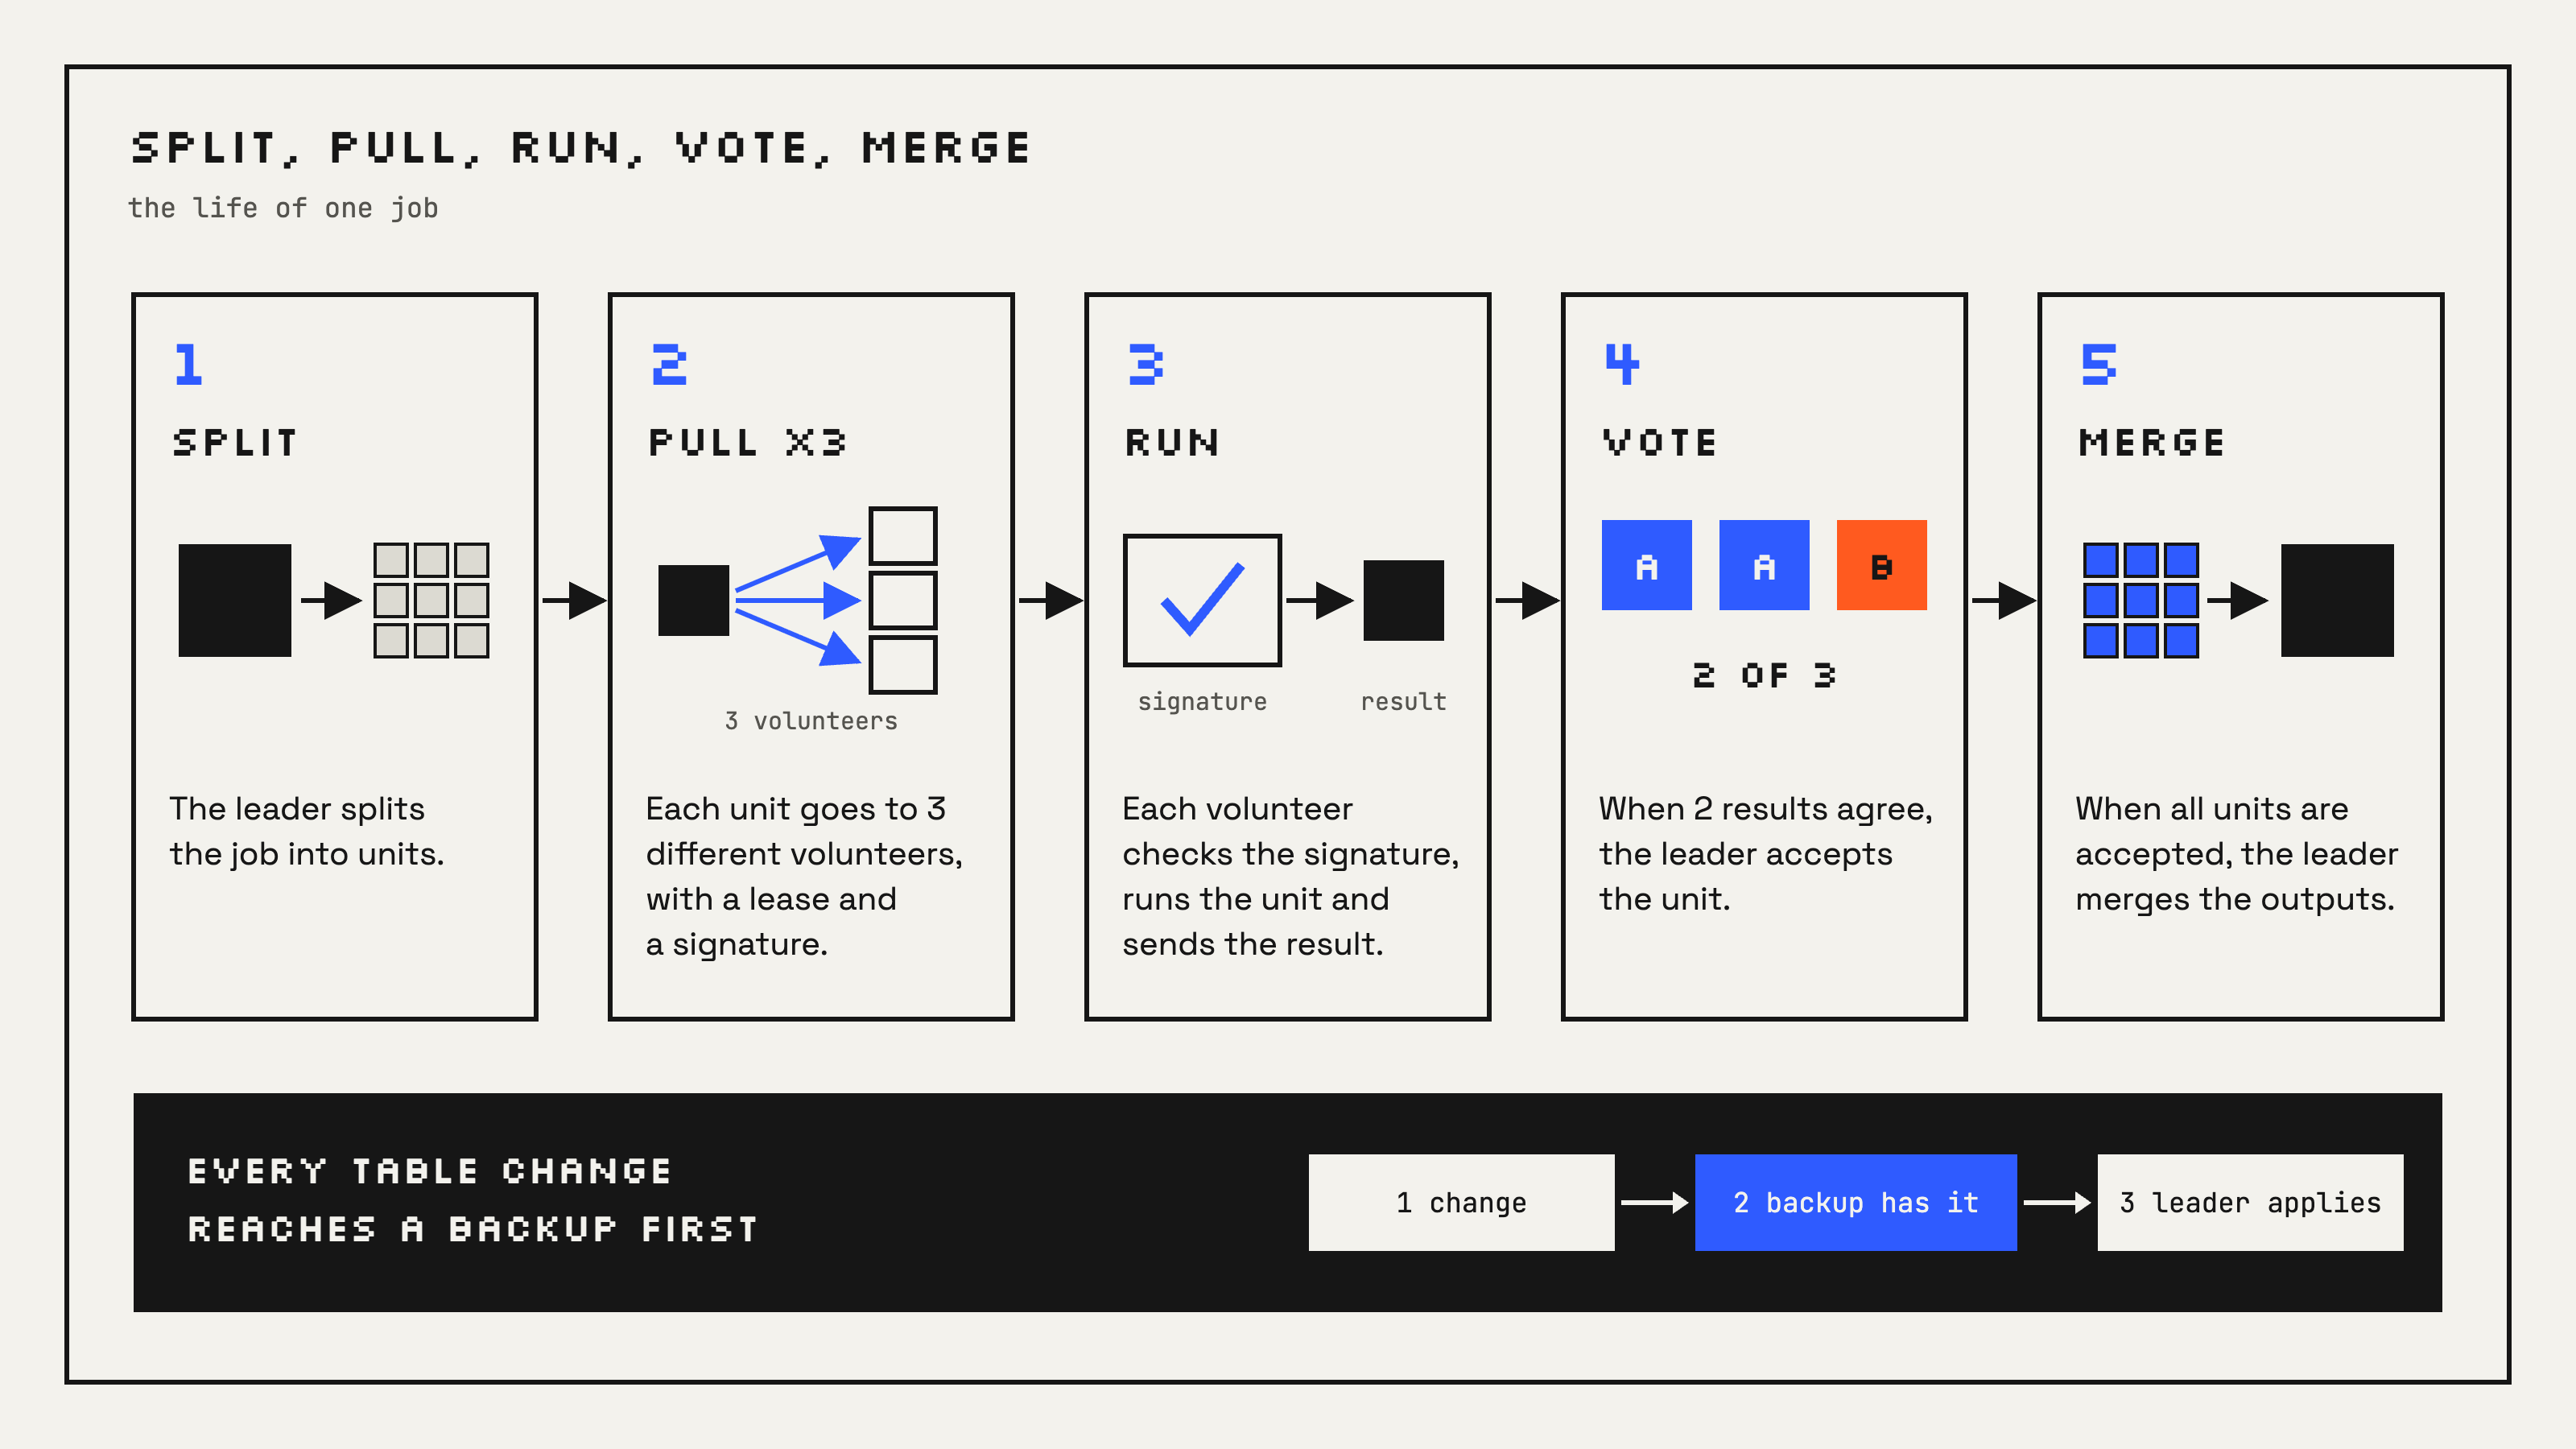 SPLIT, PULL, RUN, VOTE, MERGE
the life of one job
1
SPLIT
The leader splits
the job into units.
2
PULL X3
3 volunteers
Each unit goes to 3
different volunteers,
with a lease and
a signature.
3
RUN
signature
result
Each volunteer
checks the signature,
runs the unit and
sends the result.
4
VOTE
A
A
B
2 OF 3
When 2 results agree,
the leader accepts
the unit.
5
MERGE
When all units are
accepted, the leader
merges the outputs.
EVERY TABLE CHANGE
REACHES A BACKUP FIRST
1 change
2 backup has it
3 leader applies